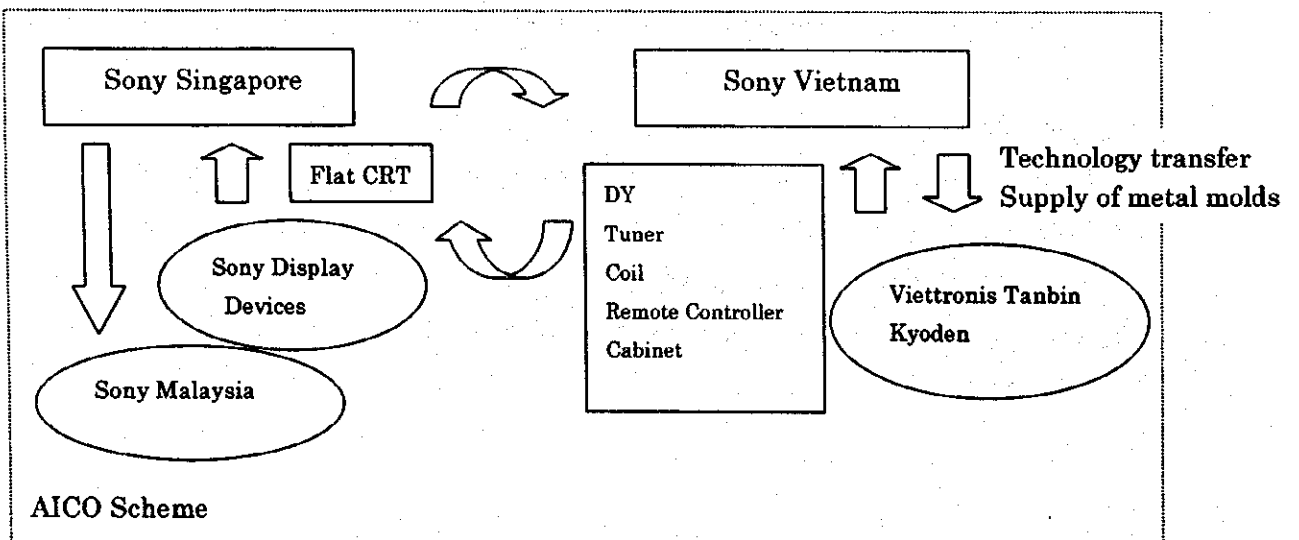 Sony Singapore
Sony Vietnam
Flat CRT
Technology transfer
Supply of metal molds
DY
Tuner
Coil
Remote Controller
Cabinet
Sony Display
Devices
Viettronis Tanbin
Kyoden
Sony Malaysia
AICO Scheme